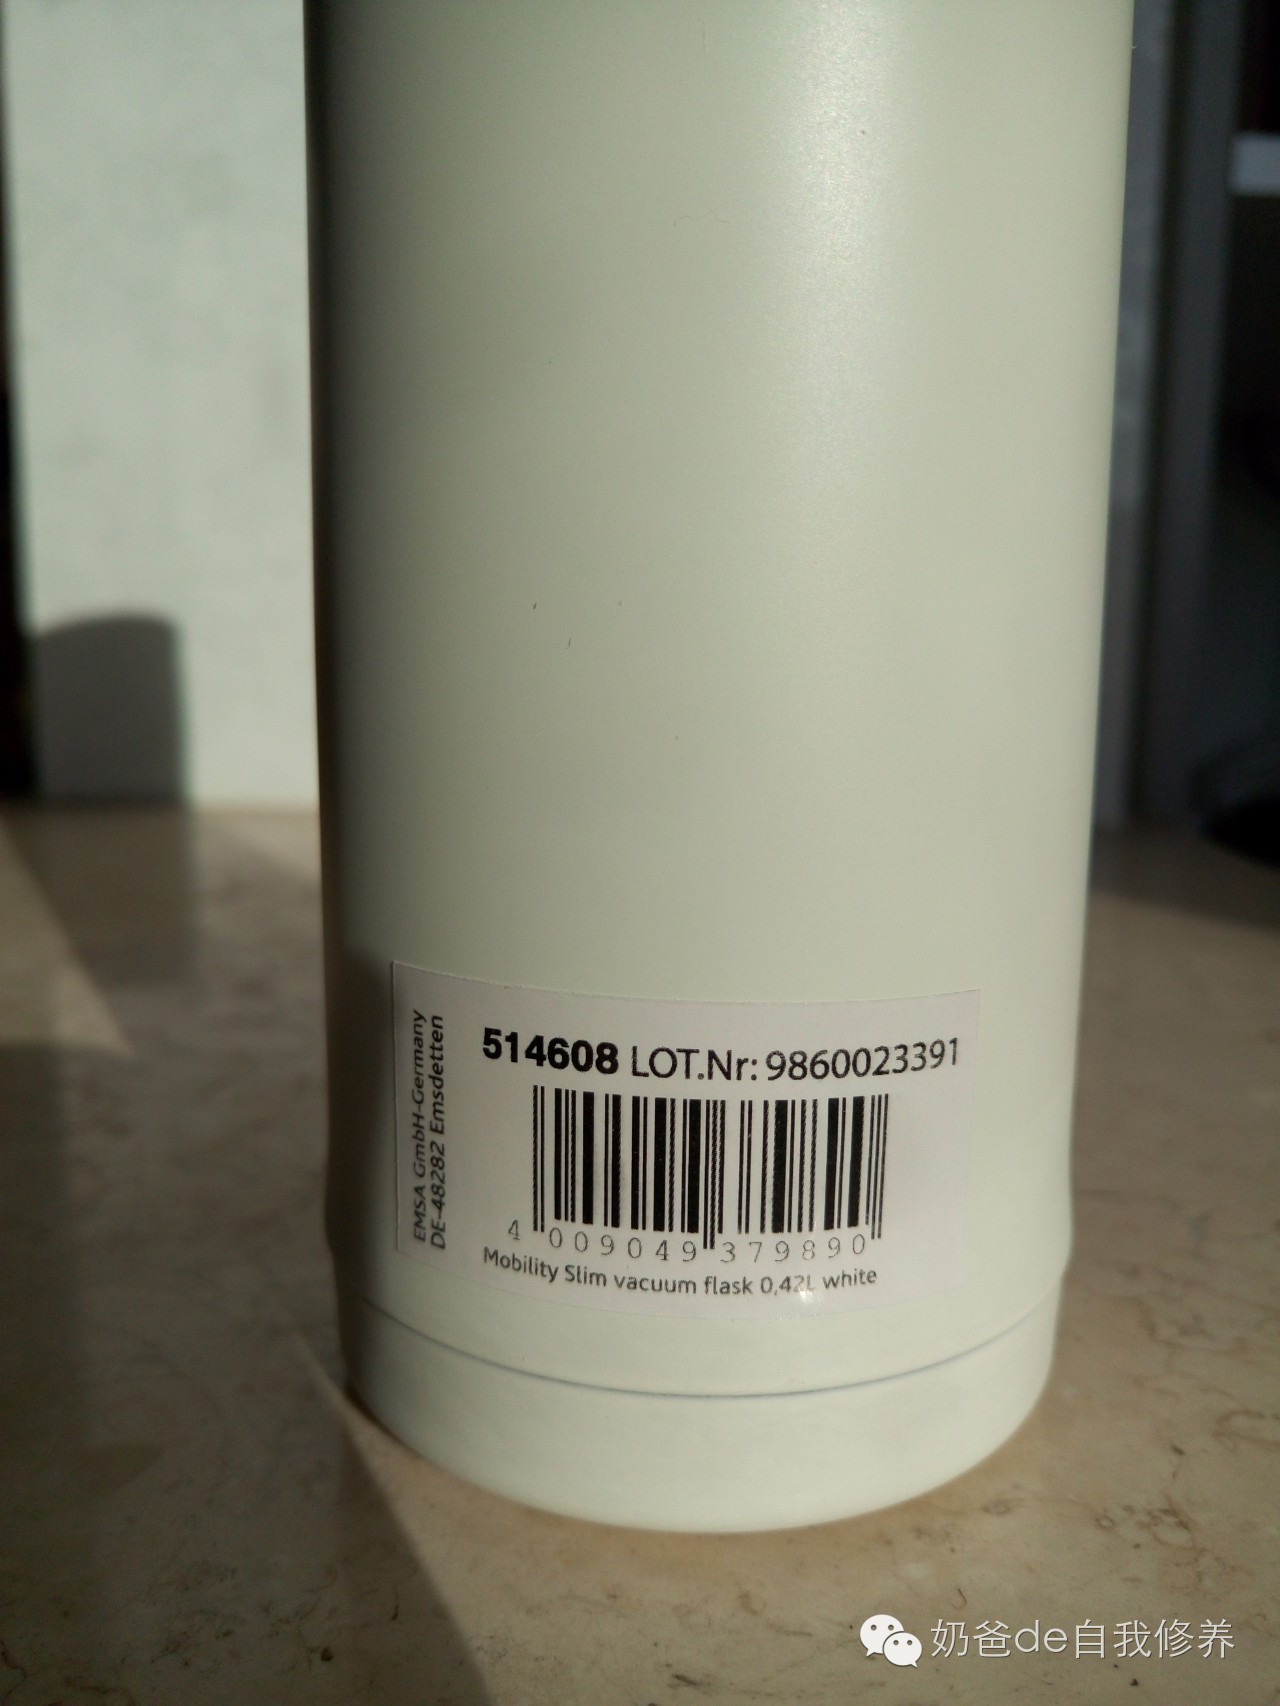 514608 LOT.Nr: 9860023391
EMSA GmbH-Germany
DE-48282 Emsdetten
4 009049 379890
Mobility Slim vacuum flask 0,42L white
奶爸de自我修养